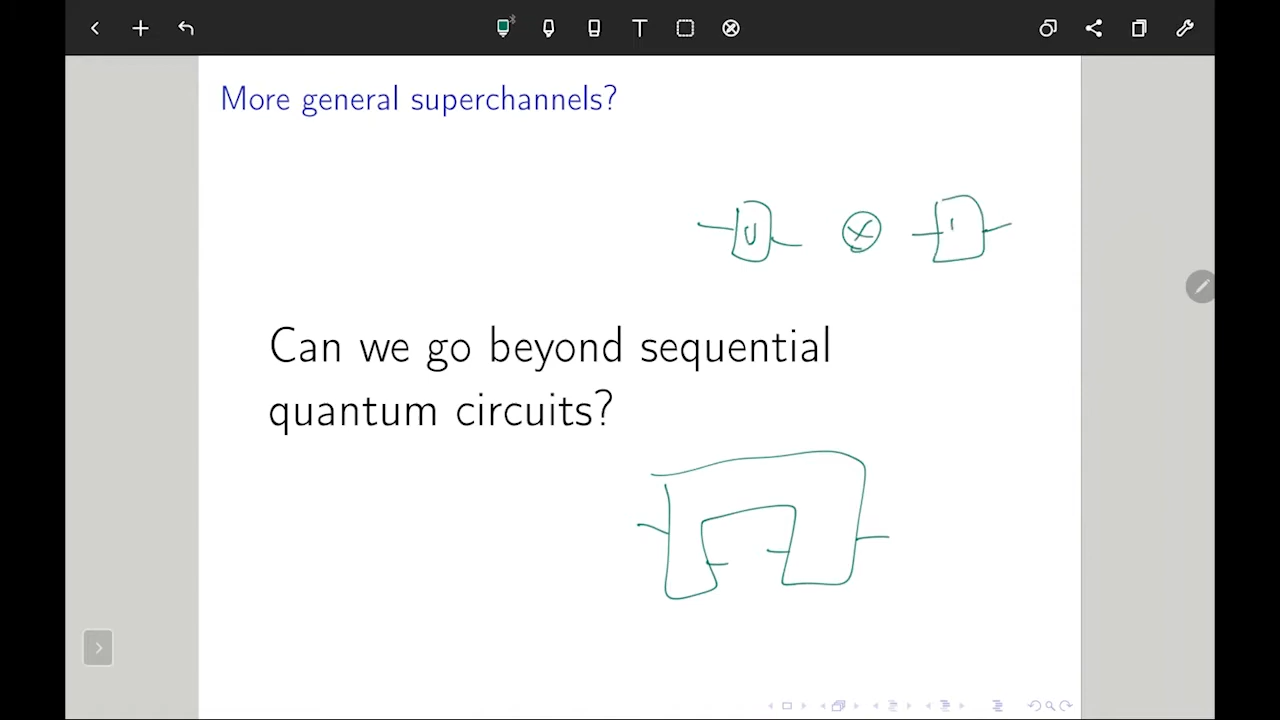 More general superchannels?
U ⊗
Can we go beyond sequential
quantum circuits?